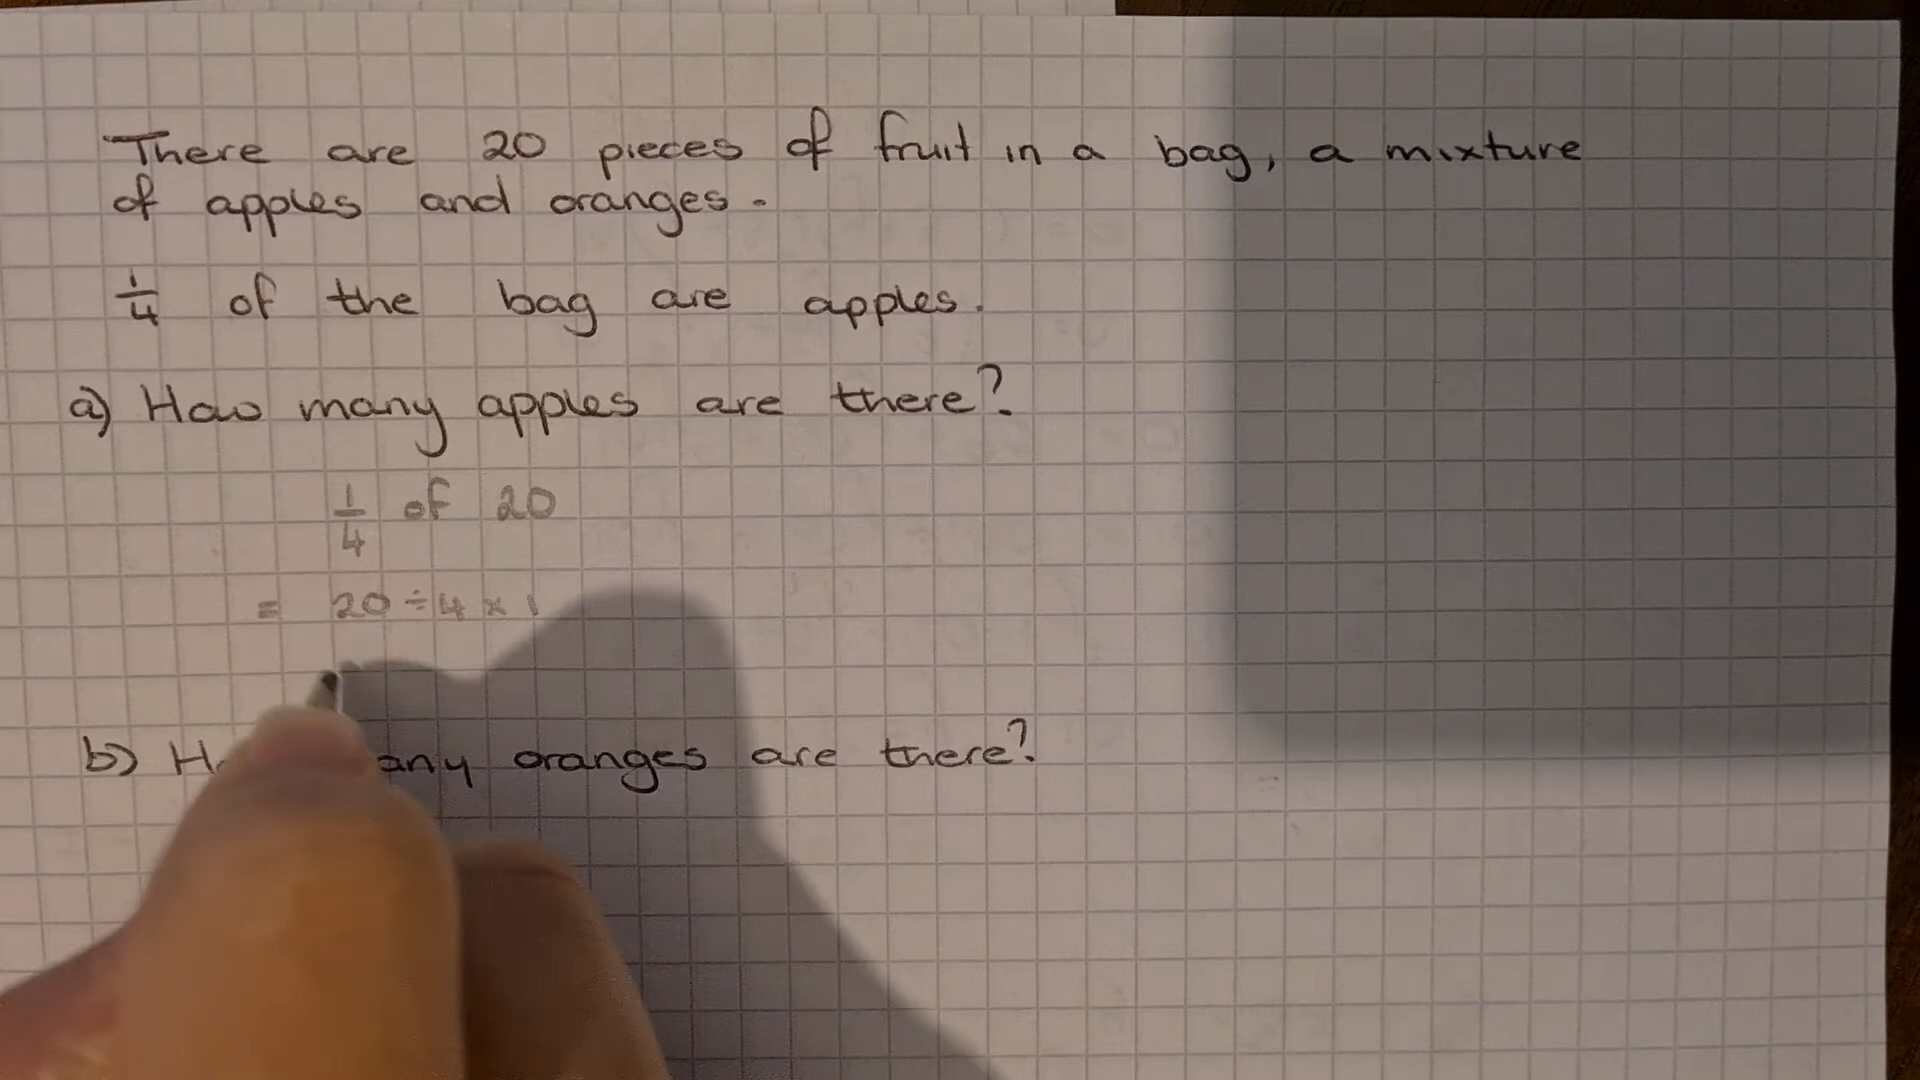 There are 20 pieces of fruit in a bag, a mixture
of apples and oranges.
1/4 of the bag are apples.
a) How many apples are there?
1/4 of 20
= 20 ÷ 4 × 1
b) oranges are there?